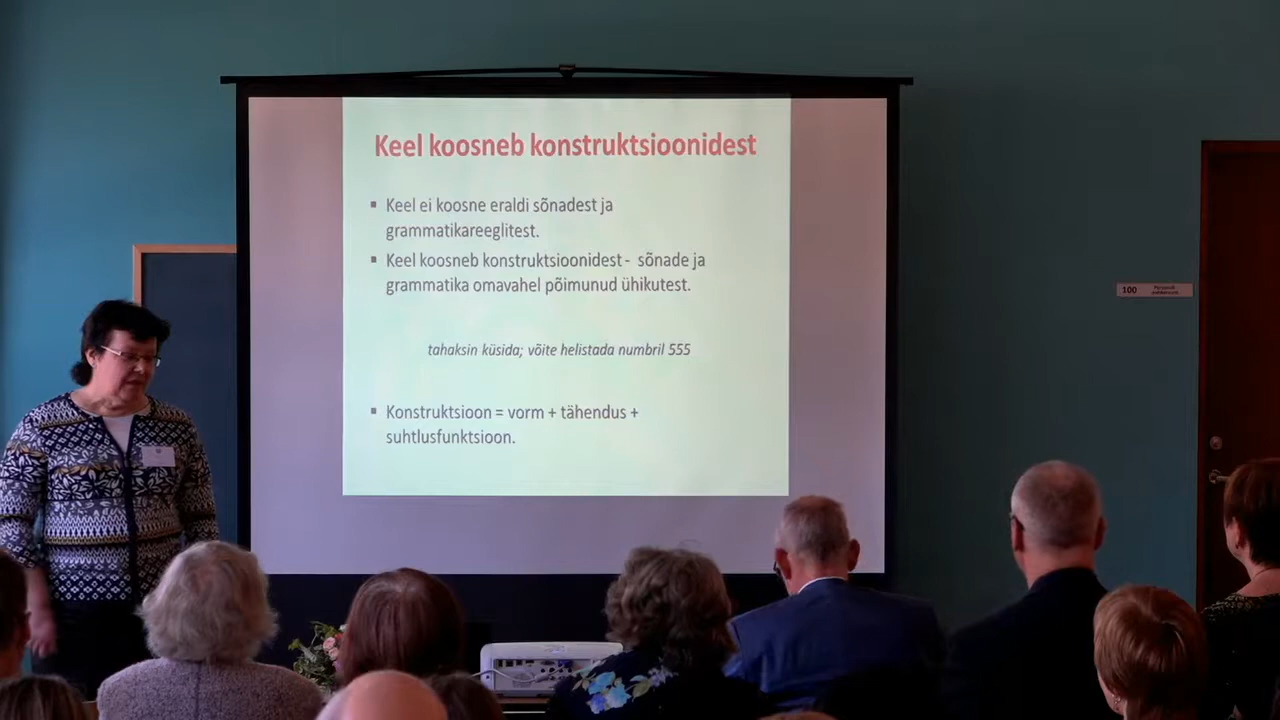 Keel koosneb konstruktsioonidest
▪ Keel ei koosne eraldi sõnadest ja
grammatikareeglitest.
▪ Keel koosneb konstruktsioonidest - sõnade ja
grammatika omavahel põimunud ühikutest.
tahaksin küsida; võite helistada numbril 555
▪ Konstruktsioon = vorm + tähendus +
suhtlusfunktsioon.
100